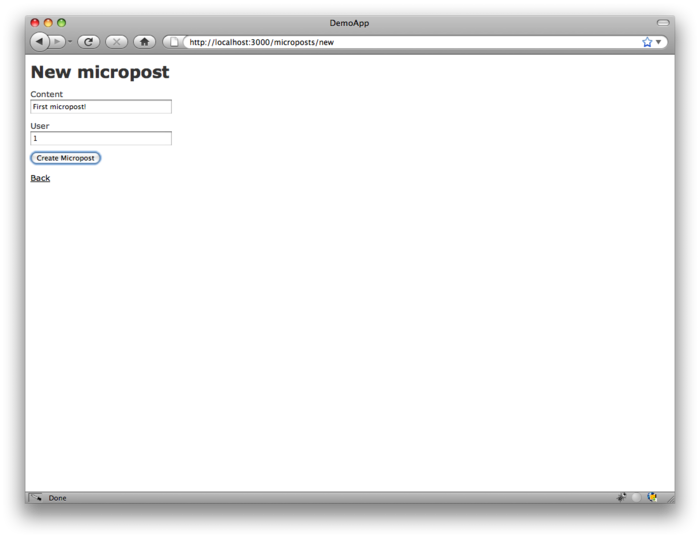 DemoApp
http://localhost:3000/microposts/new
New micropost
Content
First micropost!
User
1
Create Micropost
Back
Done